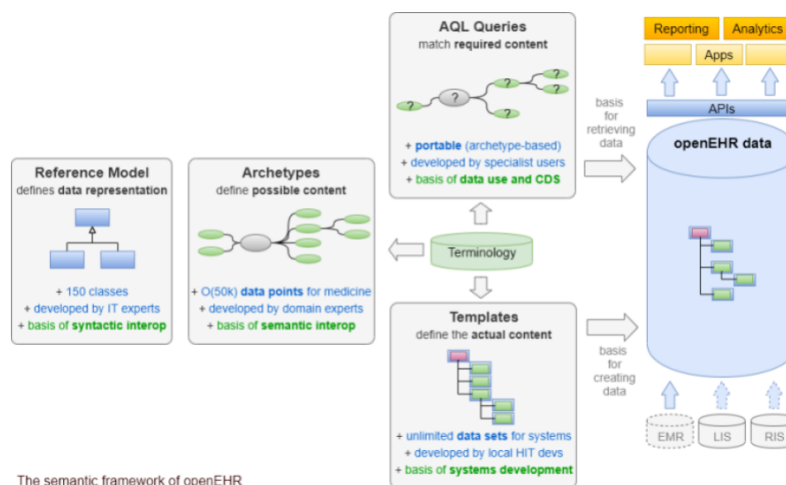 Reference Model
defines data representation
+ 150 classes
+ developed by IT experts
+ basis of syntactic interop
Archetypes
define possible content
+ O(50k) data points for medicine
+ developed by domain experts
+ basis of semantic interop
AQL Queries
match required content
?
?
?
?
?
+ portable (archetype-based)
+ developed by specialist users
+ basis of data use and CDS
Terminology
Templates
define the actual content
+ unlimited data sets for systems
+ developed by local HIT devs
+ basis of systems development
basis
for
retrieving
data
basis
for
creating
data
Reporting
Analytics
Apps
APIs
openEHR data
EMR
LIS
RIS
The semantic framework of openEHR